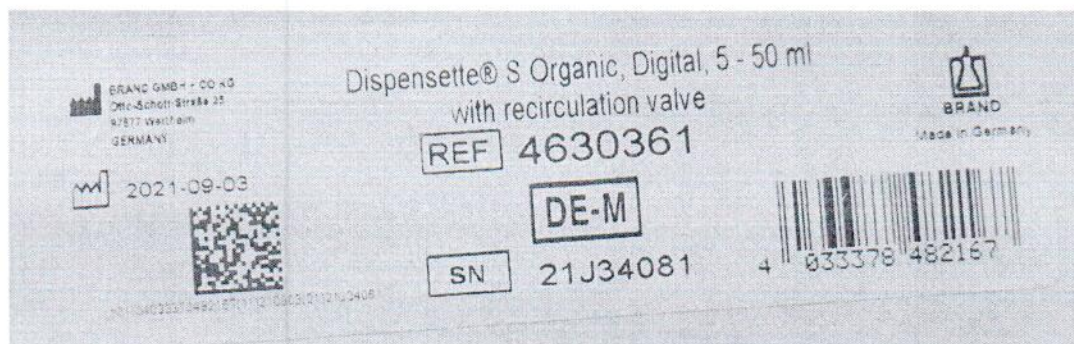 BRAND GMBH + CO KG
Otto-Schott-Straße 25
97877 Wertheim
GERMANY
2021-09-03
Dispensette® S Organic, Digital, 5 - 50 ml
with recirculation valve
REF 4630361
DE-M
SN 21J34081
BRAND
Made in Germany
4 033378 482167